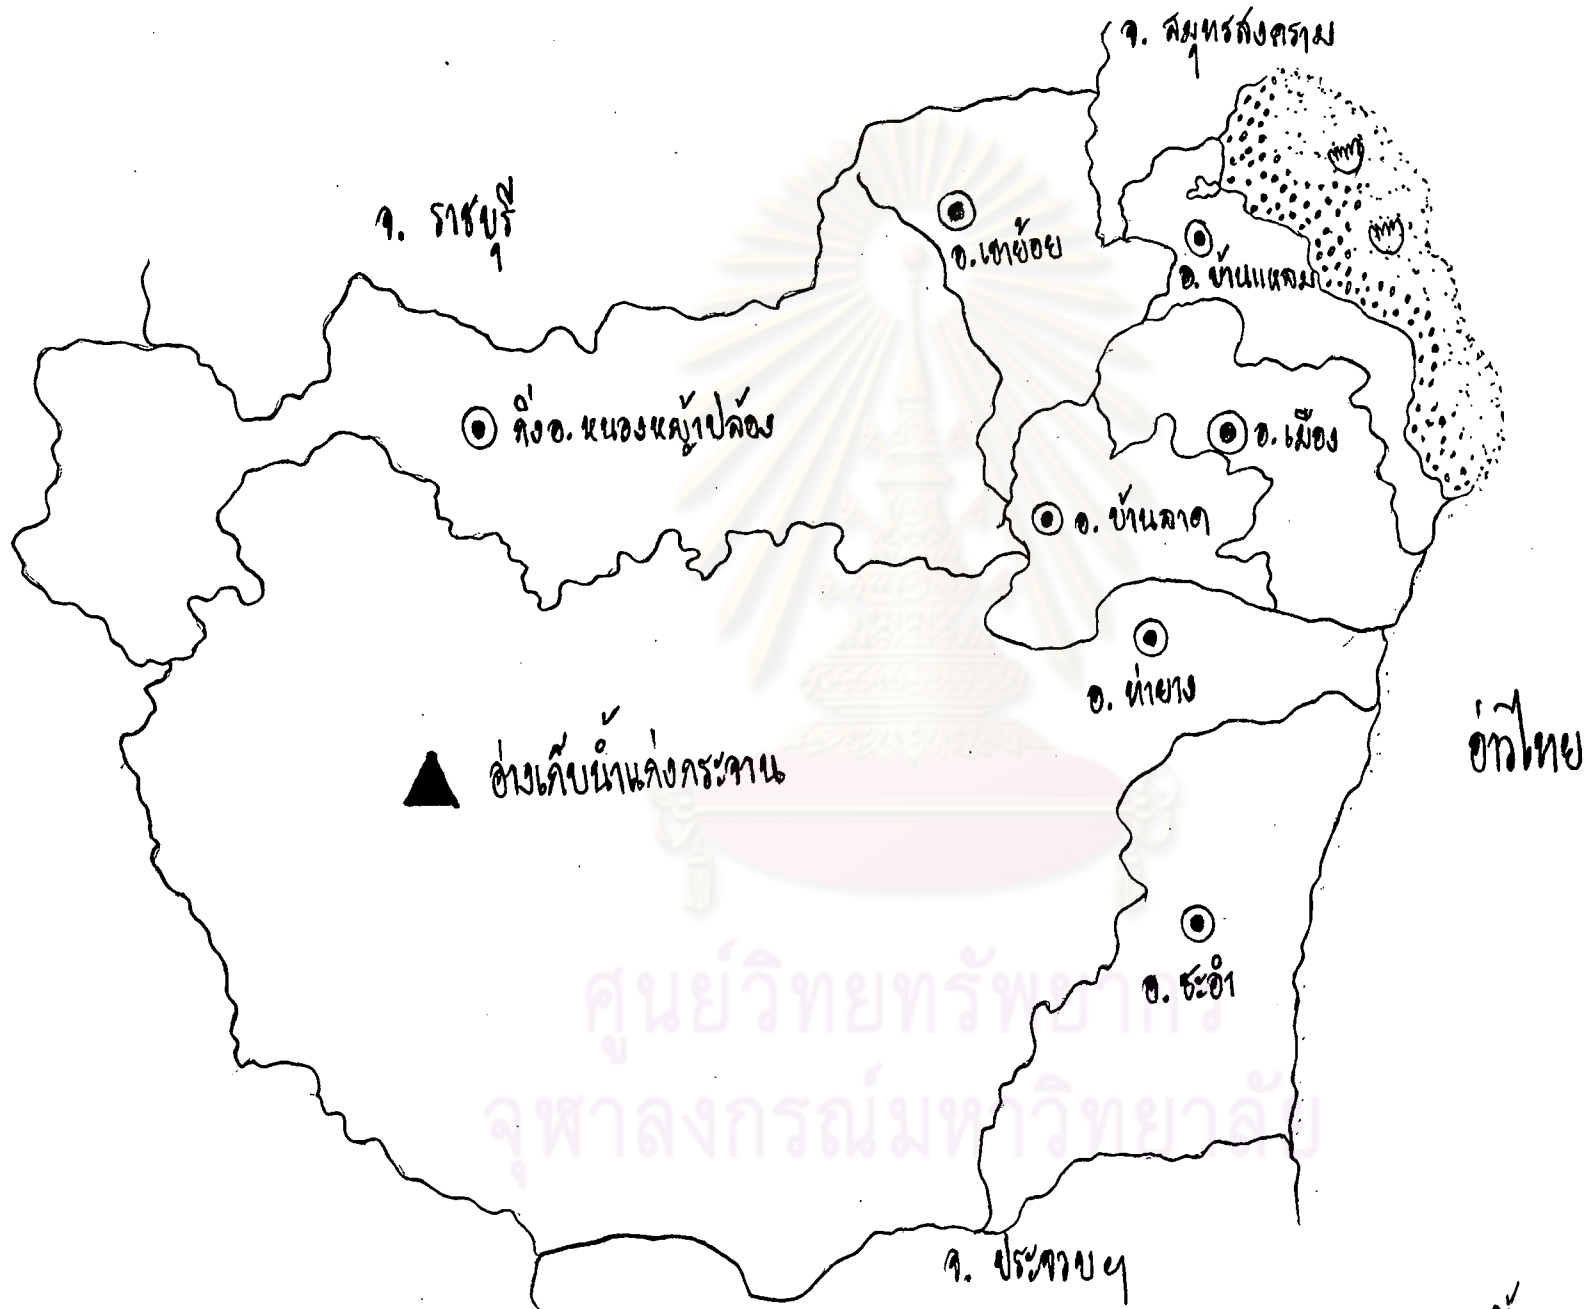 จ. สมุทรสงคราม
จ. ราชบุรี
อ.เขาย้อย
อ. บ้านแหลม
กิ่งอ. หนองหญ้าปล้อง
อ.เมือง
อ. บ้านลาด
อ. ท่ายาง
อ่าวไทย
อ่างเก็บน้ำแก่งกระจาน
อ. ชะอำ
ศูนย์วิทยทรัพยากร
จุฬาลงกรณ์มหาวิทยาลัย
จ. ประจวบฯ